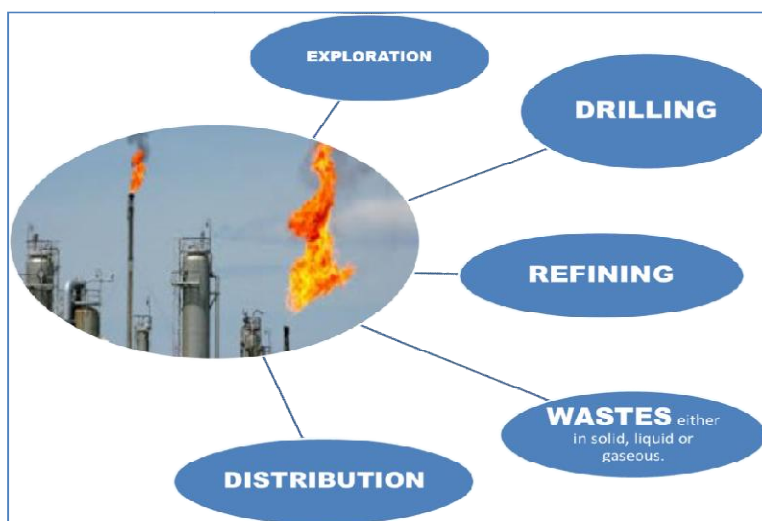 EXPLORATION
DRILLING
REFINING
WASTES either
in solid, liquid or
gaseous.
DISTRIBUTION